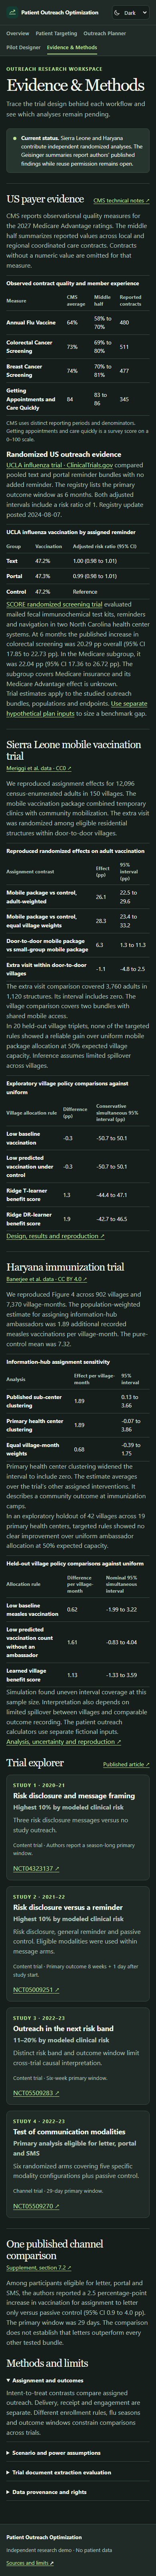 Patient Outreach Optimization
Dark
Overview Patient Targeting Outreach Planner
Pilot Designer Evidence & Methods
OUTREACH RESEARCH WORKSPACE
Evidence & Methods
Trace the trial design behind each workflow and
see which analyses remain pending.
Current status. Sierra Leone and Haryana
contribute independent randomized analyses. The
Geisinger summaries report authors' published
findings while reuse permission remains open.
US payer evidence
CMS technical notes ↗
CMS reports observational quality measures for
the 2027 Medicare Advantage ratings. The middle
half summarizes reported values across local and
regional coordinated care contracts. Contracts
without a numeric value are omitted for that
measure.
Observed contract quality and member experience
Measure CMS average Middle half Reported contracts
Annual Flu Vaccine 64% 58% to 70% 480
Colorectal Cancer Screening 73% 69% to 80% 511
Breast Cancer Screening 74% 70% to 81% 477
Getting Appointments and Care Quickly 84 83 to 86 345
CMS uses distinct reporting periods and denominators.
Getting appointments and care quickly is a survey score on a
0–100 scale.
Randomized US outreach evidence
UCLA influenza trial · ClinicalTrials.gov compared
portal text and portal reminder bundles with no
added reminder. The registry lists the primary
outcome window as 6 months. Both adjusted
intervals include a risk ratio of 1. Registry update
posted 2024-08-07.
UCLA influenza vaccination by assigned reminder
Group Vaccination Adjusted risk ratio (95% CI)
Text 47.2% 1.00 (0.98 to 1.01)
Portal 47.3% 0.99 (0.98 to 1.01)
Control 47.2% Reference
SCORE randomized screening trial evaluated
mailed fecal immunochemical test kits, reminders
and navigation in two North Carolina health center
systems. At 6 months the published increase in
colorectal screening was 20.29 pp overall (95% CI
17.85 to 22.73 pp). In the Medicare subgroup, it
was 22.04 pp (95% CI 17.36 to 26.72 pp). The
subgroup covers Medicare insurance and its
Medicare Advantage effect is unknown.
Trial estimates apply to the studied outreach
bundles, populations and endpoints. Use separate
hypothetical plan inputs to size a benchmark gap.
Sierra Leone mobile vaccination
trial
Meriggi et al. data · CC0 ↗
We reproduced assignment effects for 12,096
census-enumerated adults in 150 villages. The
mobile vaccination package combined temporary
clinics with community mobilization. The extra visit
was randomized among eligible residential
structures within door-to-door villages.
Reproduced randomized effects on adult vaccination
Assignment contrast Effect (pp) 95% interval (pp)
Mobile package vs control, adult-weighted 26.1 22.5 to 29.6
Mobile package vs control, equal village weights 28.3 23.4 to 33.2
Door-to-door mobile package vs small-group mobile package 6.3 1.3 to 11.3
Extra visit within door-to-door villages -1.1 -4.8 to 2.5
The extra visit comparison covered 3,760 adults in
1,120 structures. Its interval includes zero. The
village comparison covers two bundles with
shared mobile access.
In 20 held-out village triplets, none of the targeted
rules showed a reliable gain over uniform mobile
package allocation at 50% expected village
capacity. Inference assumes limited spillover
across villages.
Exploratory village policy comparisons against
uniform
Village allocation rule Difference (pp) Conservative simultaneous 95% interval (pp)
Low baseline vaccination -0.3 -50.7 to 50.1
Low predicted vaccination under control -0.3 -50.7 to 50.1
Ridge T-learner benefit score 1.3 -44.4 to 47.1
Ridge DR-learner benefit score 1.9 -42.7 to 46.5
Design, results and reproduction ↗
Haryana immunization trial
Banerjee et al. data · CC BY 4.0 ↗
We reproduced Figure 4 across 902 villages and
7,370 village-months. The population-weighted
estimate for assignment to information-hub
ambassadors was 1.89 additional recorded
measles vaccinations per village-month. The pure-
control mean was 7.32.
Information-hub assignment sensitivity
Analysis Effect per village-month 95% interval
Published sub-center clustering 1.89 0.13 to 3.66
Primary health center clustering 1.89 -0.07 to 3.86
Equal village-month weights 0.68 -0.39 to 1.75
Primary health center clustering widened the
interval to include zero. The estimate averages
over the trial's other assigned interventions. It
describes a community outcome at immunization
camps.
In an exploratory holdout of 42 villages across 19
primary health centers, targeted rules showed no
clear improvement over uniform ambassador
allocation at 50% expected capacity.
Held-out village policy comparisons against uniform
Allocation rule Difference per village-month Nominal 95% simultaneous interval
Low baseline measles vaccination 0.62 -1.99 to 3.22
Low predicted vaccination count without an ambassador 1.61 -0.83 to 4.04
Learned village benefit score 1.13 -1.33 to 3.59
Simulation found uneven interval coverage at this
sample size. Interpretation also depends on
limited spillover between villages and comparable
outcome recording. The patient outreach
calculators use separate fictional inputs.
Analysis, uncertainty and reproduction ↗
Trial explorer
Published article ↗
STUDY 1 · 2020-21
Risk disclosure and message framing
Highest 10% by modeled clinical risk
Three risk disclosure messages versus no
study outreach.
Content trial · Authors report a season-long primary
window.
NCT04323137 ↗
STUDY 2 · 2021-22
Risk disclosure versus a reminder
Highest 10% by modeled clinical risk
Risk disclosure, general reminder and passive
control. Eligible modalities were used within
message arms.
Content trial · Primary outcome 8 weeks + 1 day after
study start.
NCT05009251 ↗
STUDY 3 · 2022-23
Outreach in the next risk band
11–20% by modeled clinical risk
Distinct risk band and outcome window limit
cross-trial causal interpretation.
Content trial · Six-week primary window.
NCT05509283 ↗
STUDY 4 · 2022-23
Test of communication modalities
Primary analysis eligible for letter, portal
and SMS
Six randomized arms covering five specific
modality configurations plus passive control.
Channel trial · 29-day primary window.
NCT05509270 ↗
One published channel
comparison
Supplement, section 7.2 ↗
Among participants eligible for letter, portal and
SMS, the authors reported a 2.5 percentage-point
increase in vaccination for assignment to letter
only versus passive control (95% CI 0.9 to 4.0 pp).
The primary window was 29 days. The comparison
does not establish that letters outperform every
other tested bundle.
Methods and limits
▼ Assignment and outcomes
Intent-to-treat contrasts compare assigned
outreach. Delivery, receipt and engagement are
separate. Different enrollment rules, flu seasons
and outcome windows constrain comparisons
across trials.
▶ Scenario and power assumptions
▶ Trial document extraction evaluation
▶ Data provenance and rights
Patient Outreach Optimization
Independent research demo · No patient data
Sources and limits ↗